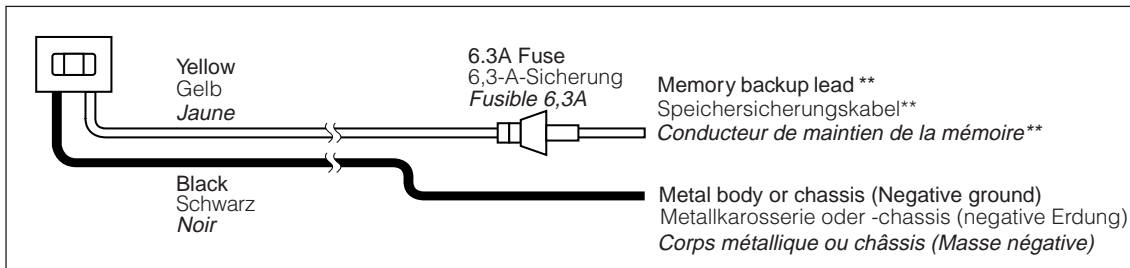 Yellow
Gelb
Jaune
6.3A Fuse
6,3-A-Sicherung
Fusible 6,3A
Memory backup lead **
Speichersicherungskabel**
Conducteur de maintien de la mémoire**
Black
Schwarz
Noir
Metal body or chassis (Negative ground)
Metallkarosserie oder -chassis (negative Erdung)
Corps métallique ou châssis (Masse négative)